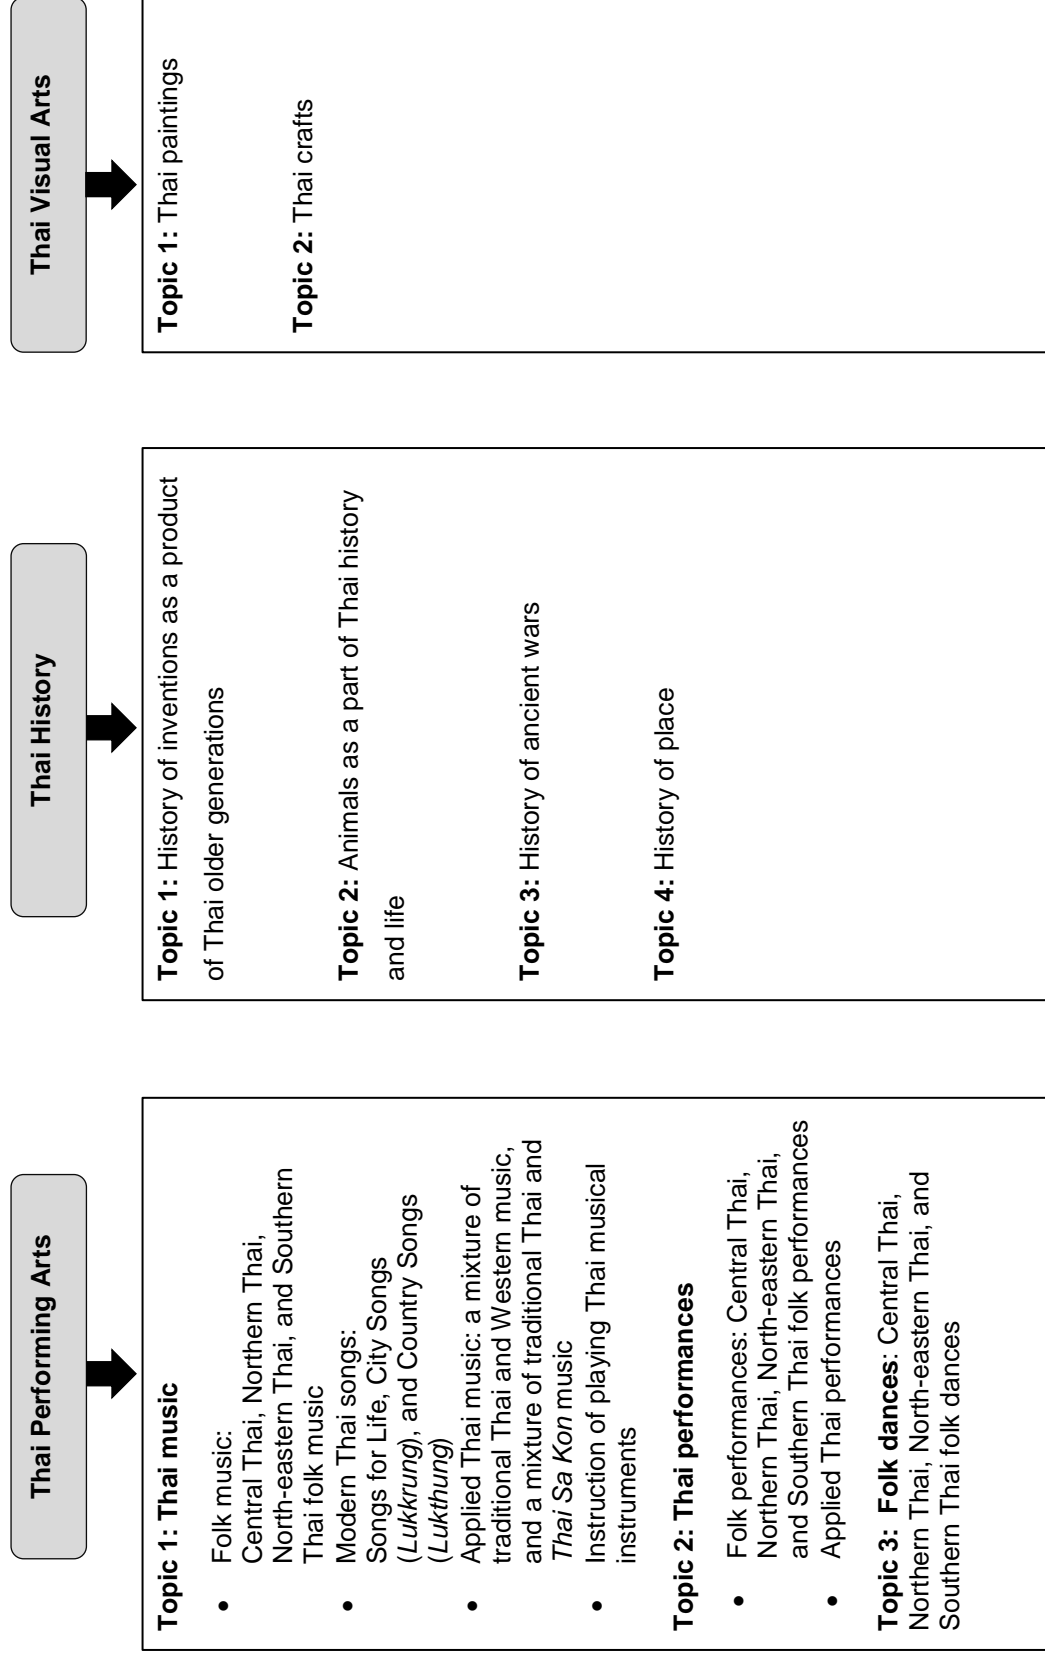 Thai Performing Arts
Topic 1: Thai music
• Folk music:
Central Thai, Northern Thai,
North-eastern Thai, and Southern
Thai folk music
• Modern Thai songs:
Songs for Life, City Songs
(Lukkrung), and Country Songs
(Lukthung)
• Applied Thai music: a mixture of
traditional Thai and Western music,
and a mixture of traditional Thai and
Thai Sa Kon music
• Instruction of playing Thai musical
instruments
Topic 2: Thai performances
• Folk performances: Central Thai,
Northern Thai, North-eastern Thai,
and Southern Thai folk performances
• Applied Thai performances
Topic 3: Folk dances: Central Thai,
Northern Thai, North-eastern Thai, and
Southern Thai folk dances
Thai History
Topic 1: History of inventions as a product
of Thai older generations
Topic 2: Animals as a part of Thai history
and life
Topic 3: History of ancient wars
Topic 4: History of place
Thai Visual Arts
Topic 1: Thai paintings
Topic 2: Thai crafts